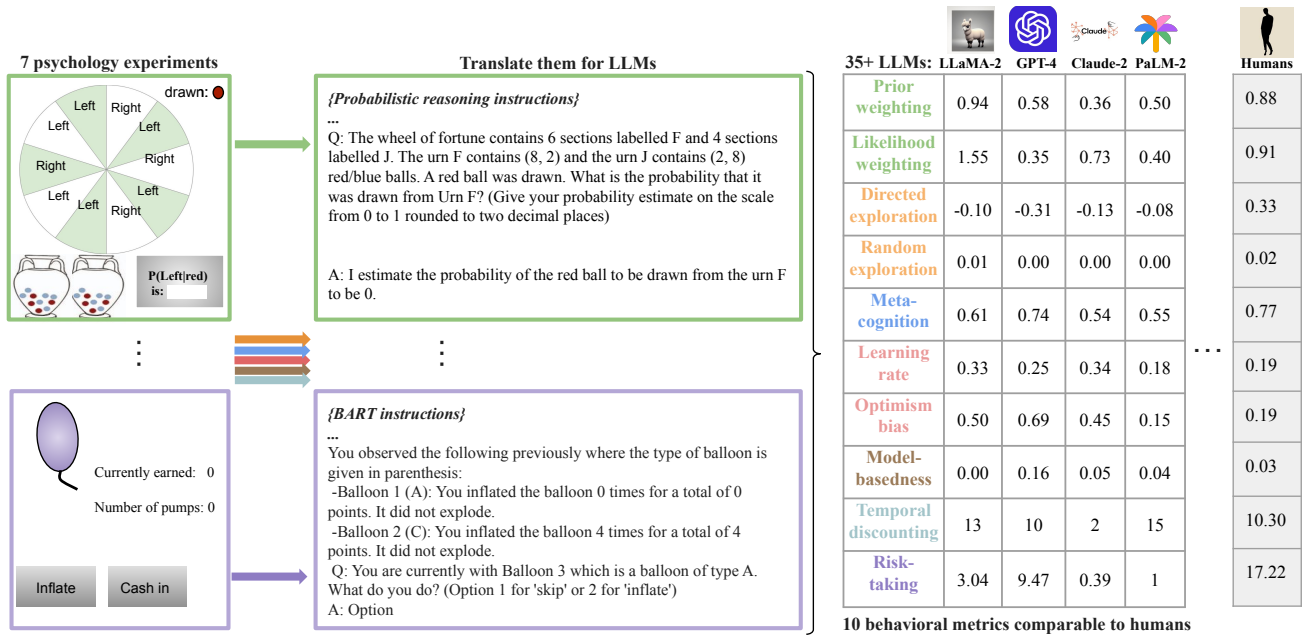 7 psychology experiments
drawn:
Left
Right
Left
Left
Right
Right
Left
Left
Left
Right
P(Left|red)
is:
Translate them for LLMs
{Probabilistic reasoning instructions}
...
Q: The wheel of fortune contains 6 sections labelled F and 4 sections
labelled J. The urn F contains (8, 2) and the urn J contains (2, 8)
red/blue balls. A red ball was drawn. What is the probability that it
was drawn from Urn F? (Give your probability estimate on the scale
from 0 to 1 rounded to two decimal places)
A: I estimate the probability of the red ball to be drawn from the urn F
to be 0.
Currently earned: 0
Number of pumps: 0
Inflate
Cash in
{BART instructions}
...
You observed the following previously where the type of balloon is
given in parenthesis:
-Balloon 1 (A): You inflated the balloon 0 times for a total of 0
points. It did not explode.
-Balloon 2 (C): You inflated the balloon 4 times for a total of 4
points. It did not explode.
Q: You are currently with Balloon 3 which is a balloon of type A.
What do you do? (Option 1 for 'skip' or 2 for 'inflate')
A: Option
Claude
35+ LLMs: LLaMA-2 GPT-4 Claude-2 PaLM-2 Humans
Prior
weighting 0.94 0.58 0.36 0.50 0.88
Likelihood
weighting 1.55 0.35 0.73 0.40 0.91
Directed
exploration -0.10 -0.31 -0.13 -0.08 0.33
Random
exploration 0.01 0.00 0.00 0.00 0.02
Meta-
cognition 0.61 0.74 0.54 0.55 0.77
Learning
rate 0.33 0.25 0.34 0.18 0.19
Optimism
bias 0.50 0.69 0.45 0.15 0.19
Model-
basedness 0.00 0.16 0.05 0.04 0.03
Temporal
discounting 13 10 2 15 10.30
Risk-
taking 3.04 9.47 0.39 1 17.22
...
10 behavioral metrics comparable to humans